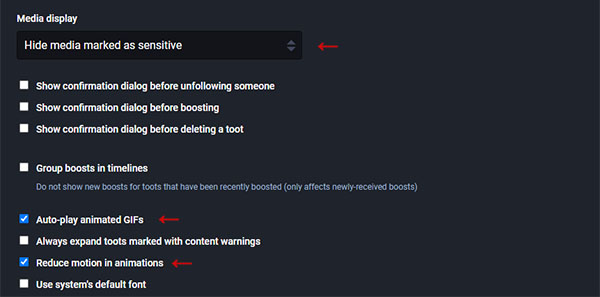 Media display
Hide media marked as sensitive
Show confirmation dialog before unfollowing someone
Show confirmation dialog before boosting
Show confirmation dialog before deleting a toot
Group boosts in timelines
Do not show new boosts for toots that have been recently boosted (only affects newly-received boosts)
Auto-play animated GIFs
Always expand toots marked with content warnings
Reduce motion in animations
Use system's default font